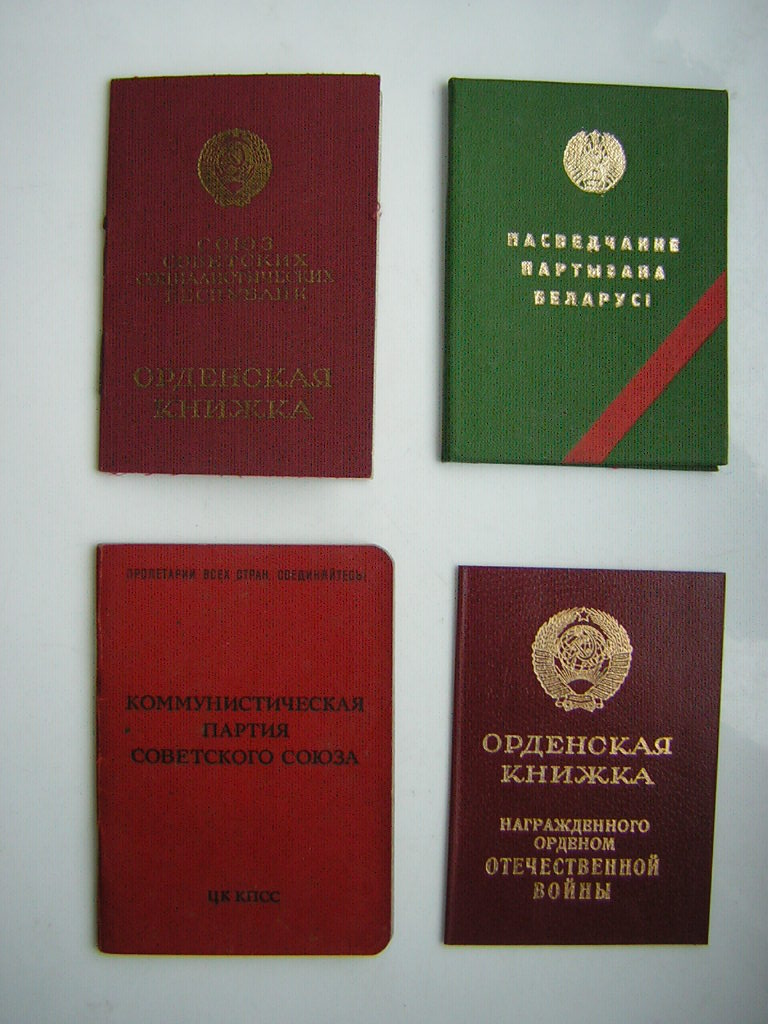 СОЮЗ
СОВЕТСКИХ
СОЦИАЛИСТИЧЕСКИХ
РЕСПУБЛИК
ОРДЕНСКАЯ
КНИЖКА
ПАСВЕДЧАННЕ
ПАРТЫЗАНА
БЕЛАРУСІ
ПРОЛЕТАРИИ ВСЕХ СТРАН, СОЕДИНЯЙТЕСЬ!
КОММУНИСТИЧЕСКАЯ
ПАРТИЯ
СОВЕТСКОГО СОЮЗА
ЦК КПСС
ОРДЕНСКАЯ
КНИЖКА
НАГРАЖДЕННОГО
ОРДЕНОМ
ОТЕЧЕСТВЕННОЙ
ВОЙНЫ